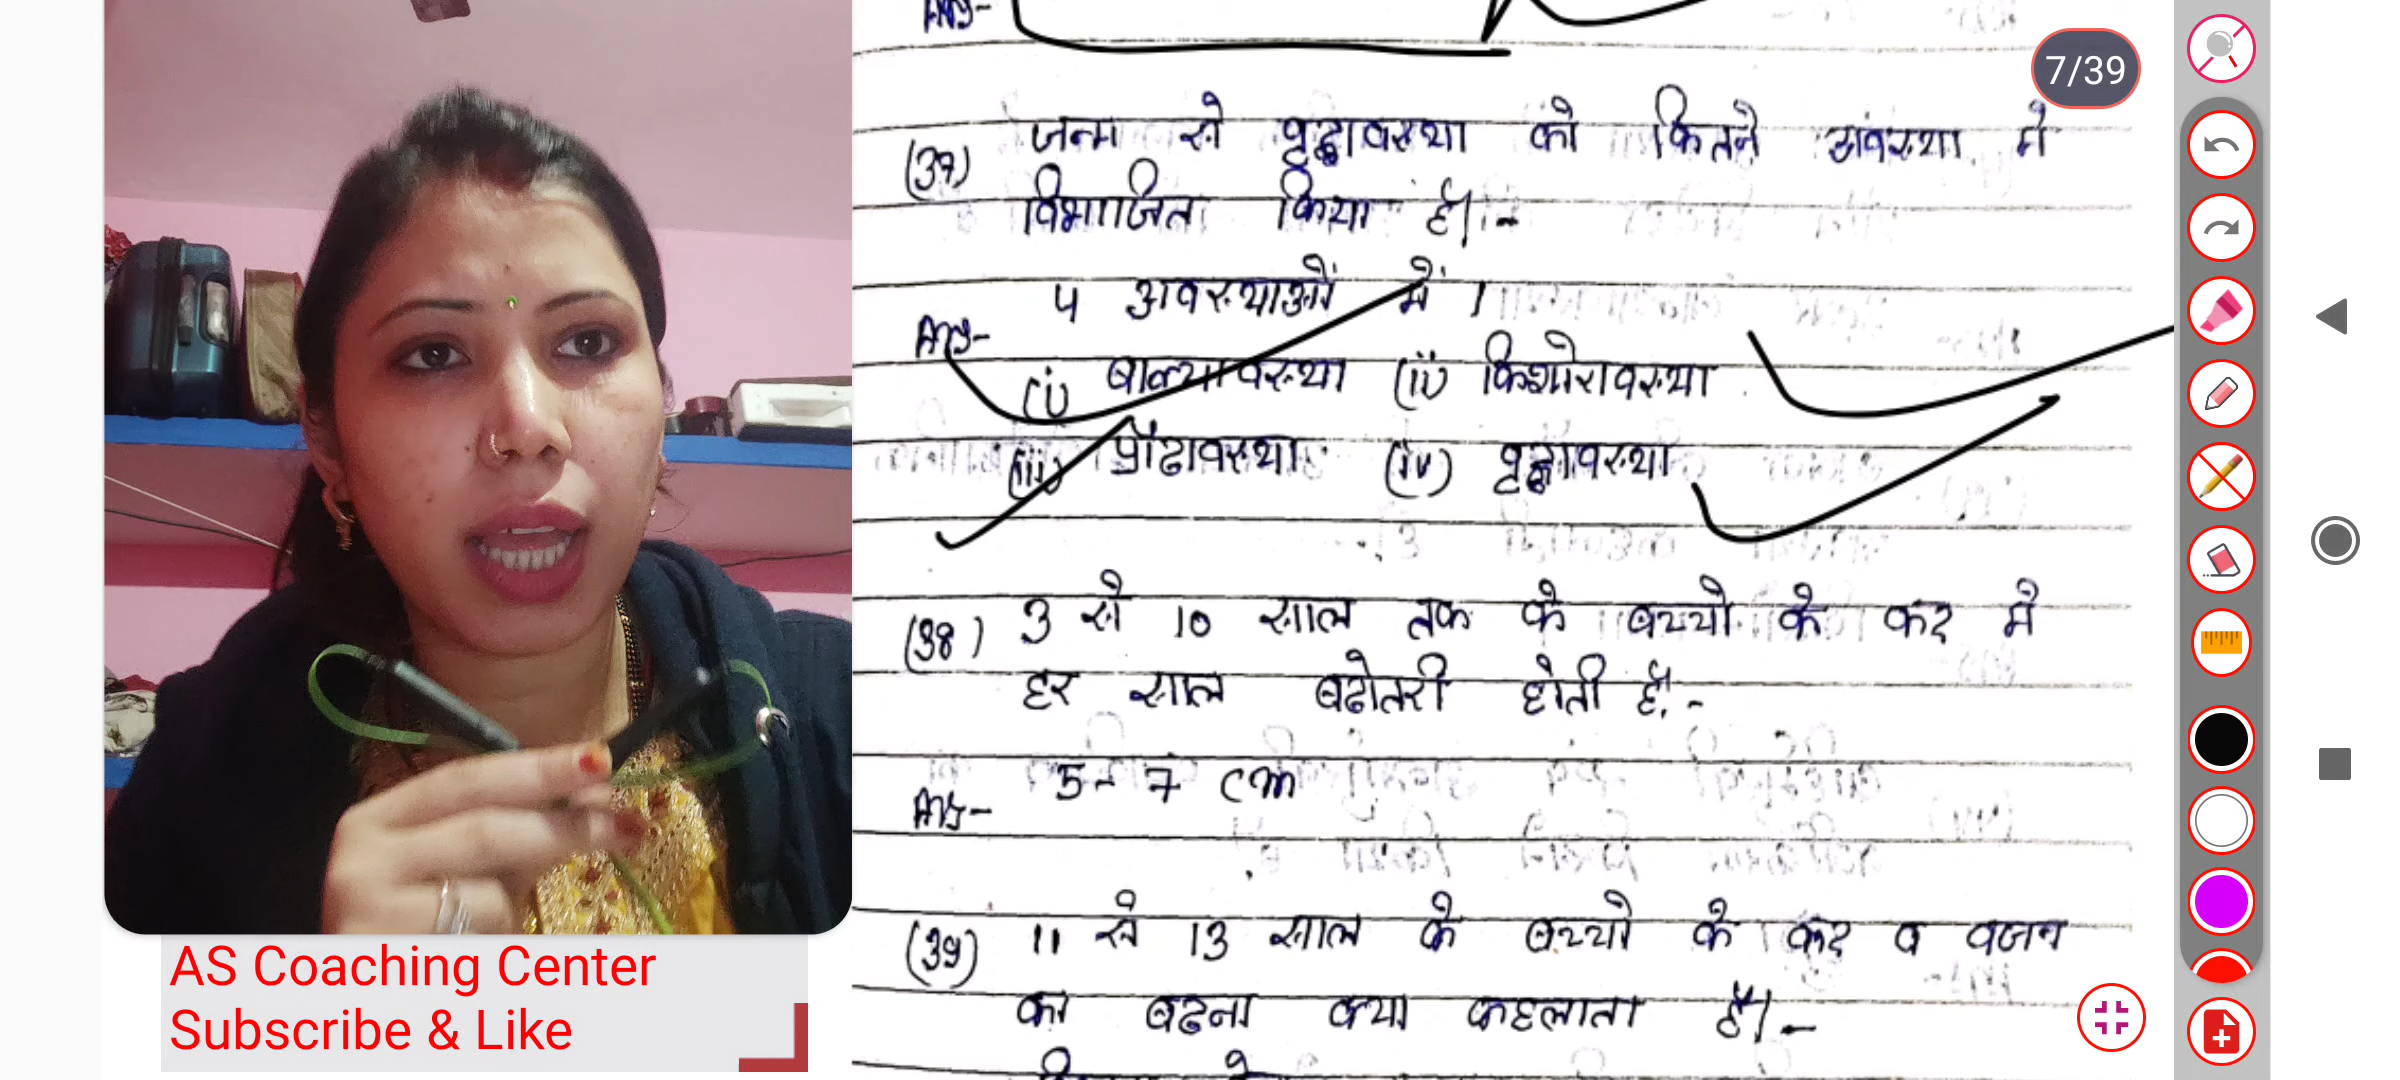 Ans-
7/39
(37) जन्म से वृद्धावस्था को कितने अवस्था मे
विभाजित किया है।:-
4 अवस्थाओं में।
Ans-
(i) बाल्यावस्था (ii) किशोरावस्था
(iii) प्रौढावस्था (iv) वृद्धावस्था
(38) 3 से 10 साल तक के बच्चो के कद मे
हर साल बढोतरी होती है:-
Ans- 5-7 cm
(39) 11 से 13 साल के बच्चो के कद व वजन
का बढना क्या कहलाता है।-
AS Coaching Center
Subscribe & Like